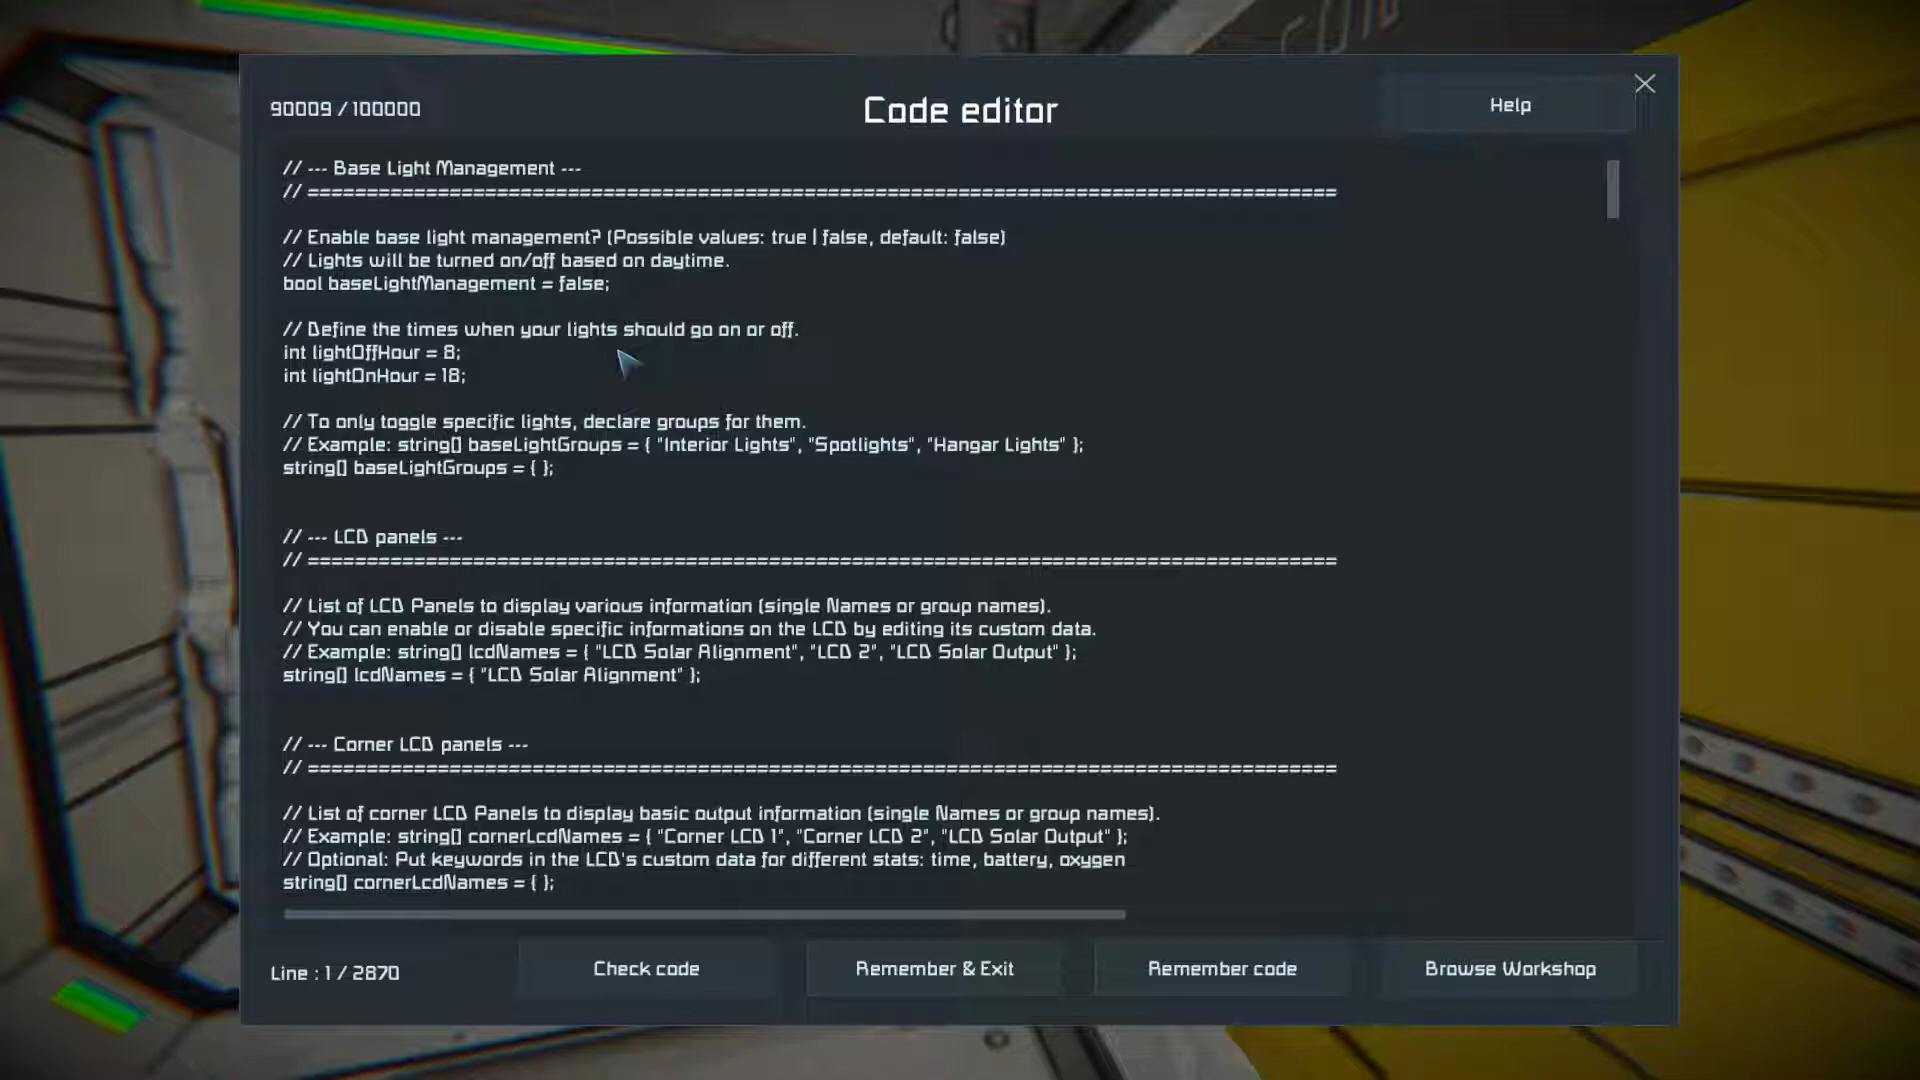 90009 / 100000
Code editor
Help
// --- Base Light Management ---
// =======================================================================================
// Enable base light management? (Possible values: true | false, default: false)
// Lights will be turned on/off based on daytime.
bool baseLightManagement = false;
// Define the times when your lights should go on or off.
int lightOffHour = 8;
int lightOnHour = 18;
// To only toggle specific lights, declare groups for them.
// Example: string[] baseLightGroups = { "Interior Lights", "Spotlights", "Hangar Lights" };
string[] baseLightGroups = { };
// --- LCD panels ---
// =======================================================================================
// List of LCD Panels to display various information (single Names or group names).
// You can enable or disable specific informations on the LCD by editing its custom data.
// Example: string[] lcdNames = { "LCD Solar Alignment", "LCD 2", "LCD Solar Output" };
string[] lcdNames = { "LCD Solar Alignment" };
// --- Corner LCD panels ---
// =======================================================================================
// List of corner LCD Panels to display basic output information (single Names or group names).
// Example: string[] cornerLcdNames = { "Corner LCD 1", "Corner LCD 2", "LCD Solar Output" };
// Optional: Put keywords in the LCD's custom data for different stats: time, battery, oxygen
string[] cornerLcdNames = { };
Line : 1 / 2870
Check code
Remember & Exit
Remember code
Browse Workshop